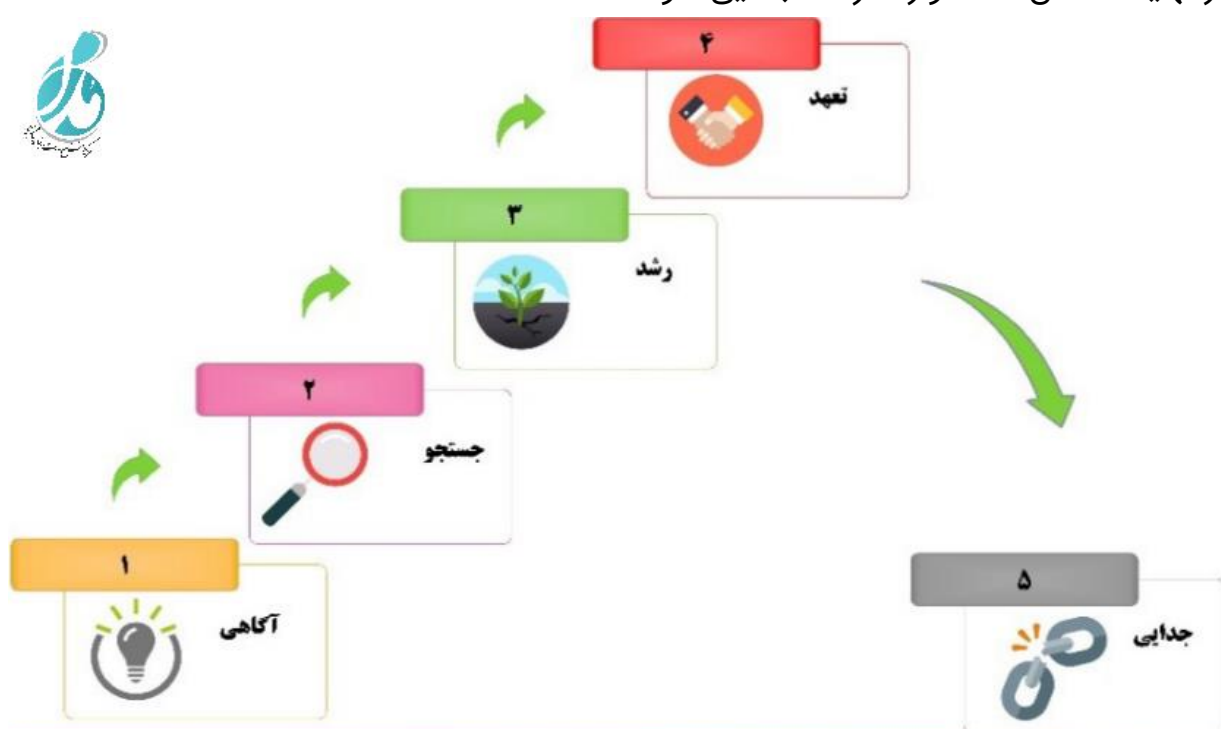 ۴
تعهد
۳
رشد
۲
جستجو
۱
آگاهی
۵
جدایی